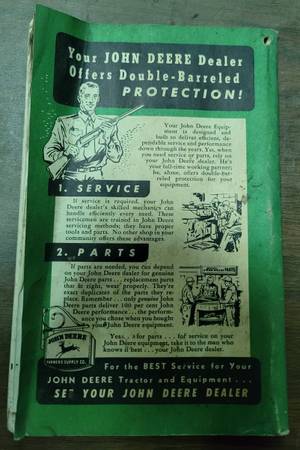 Your JOHN DEERE Dealer
Offers Double-Barreled
PROTECTION!
Your John Deere Equip-
ment is designed and
built to deliver efficient, de-
pendable service and performance
down through the years. Yet, when
you need service or parts, rely on
your John Deere dealer. He's
your full-time working partner;
he, alone, offers double-bar-
reled protection for your
equipment.
1. SERVICE
If service is required, your John
Deere dealer's skilled mechanics can
handle efficiently every need. These
servicemen are trained in John Deere
servicing methods; they have proper
tools and parts. No other shop in your
community offers these advantages.
2. PARTS
If parts are needed, you can depend
on your John Deere dealer for genuine
John Deere parts . . . replacement parts
that fit right, wear properly. They're
exact duplicates of the parts they re-
place. Remember . . . only genuine John
Deere parts deliver 100 per cent John
Deere performance . . . the perform-
ance you chose when you bought
your John Deere equipment.
Yes . . . for parts . . . for service on your
John Deere equipment, take it to the man who
knows it best . . . your John Deere dealer.
JOHN DEERE
FARMERS SUPPLY CO.
For the BEST Service for Your
JOHN DEERE Tractor and Equipment . . .
SEE YOUR JOHN DEERE DEALER